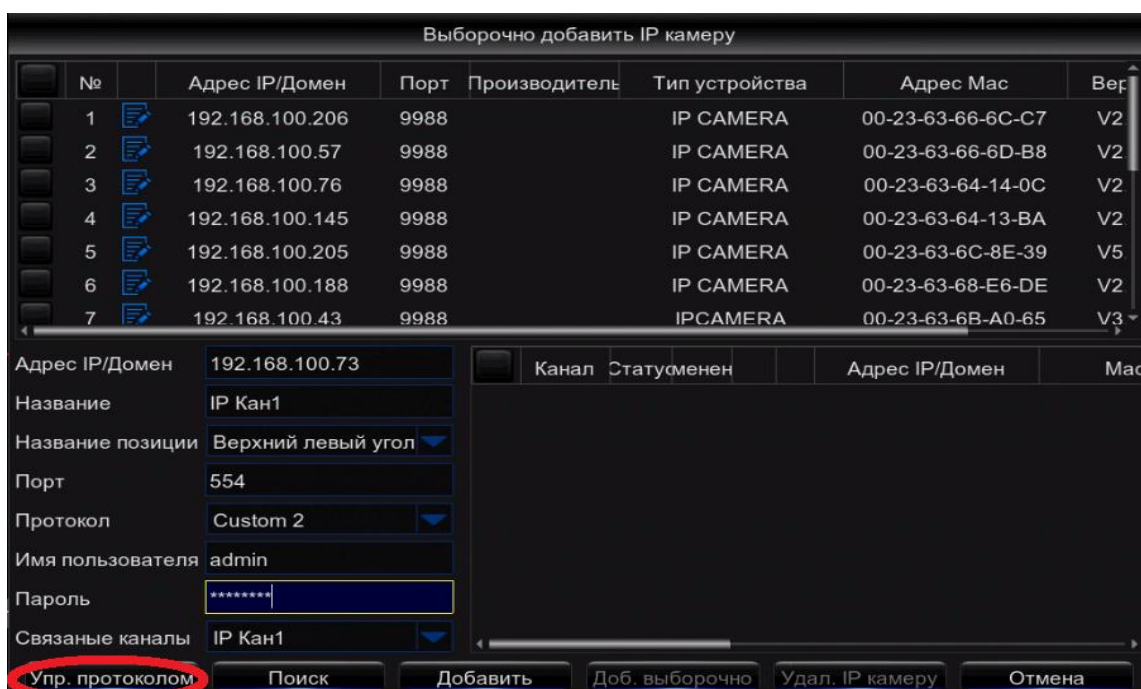 Выборочно добавить IP камеру
№ Адрес IP/Домен Порт Производитель Тип устройства Адрес Mac Вер
1 192.168.100.206 9988 IP CAMERA 00-23-63-66-6C-C7 V2
2 192.168.100.57 9988 IP CAMERA 00-23-63-66-6D-B8 V2
3 192.168.100.76 9988 IP CAMERA 00-23-63-64-14-0C V2
4 192.168.100.145 9988 IP CAMERA 00-23-63-64-13-BA V2
5 192.168.100.205 9988 IP CAMERA 00-23-63-6C-8E-39 V5
6 192.168.100.188 9988 IP CAMERA 00-23-63-68-E6-DE V2
7 192.168.100.43 9988 IPCAMERA 00-23-63-6B-A0-65 V3
Адрес IP/Домен 192.168.100.73
Название IP Кан1
Название позиции Верхний левый угол
Порт 554
Протокол Custom 2
Имя пользователя admin
Пароль ********
Связаные каналы IP Кан1
Канал Статус менен Адрес IP/Домен Мас
Упр. протоколом Поиск Добавить Доб. выборочно Удал. IP камеру Отмена